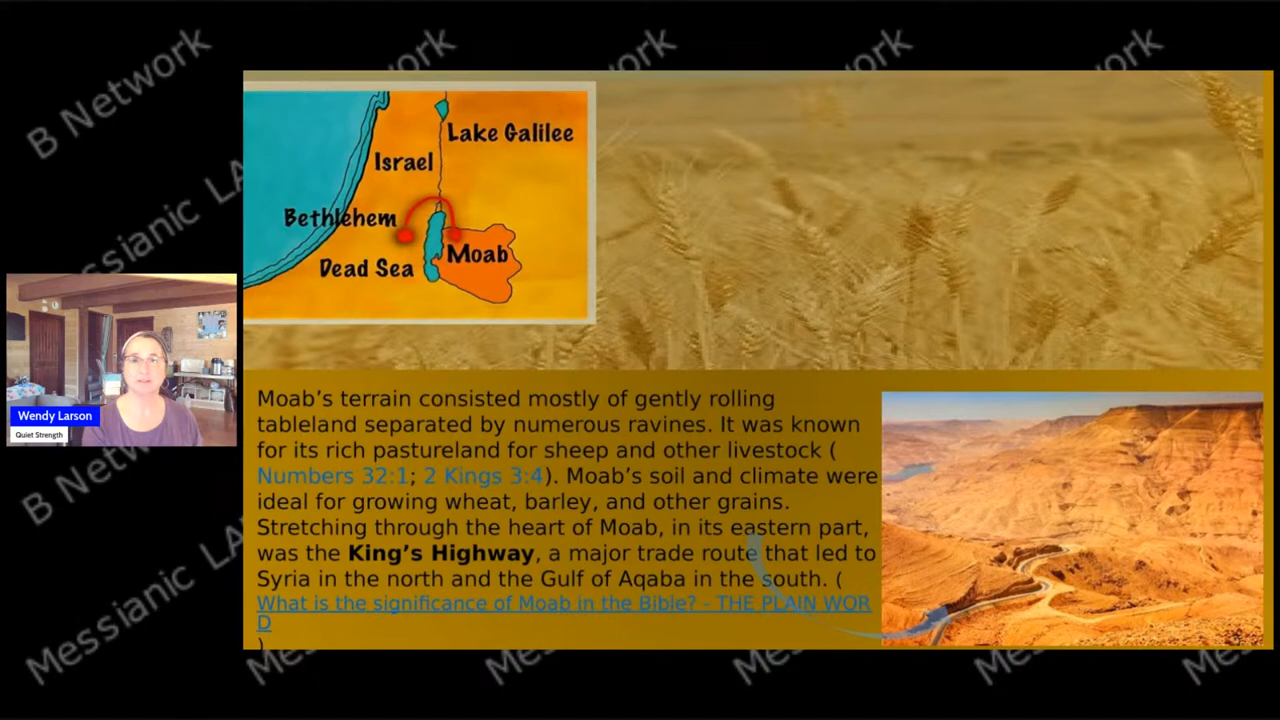 B Network
Messianic LA
B Netw
Messianic LA
Lake Galilee
Israel
Bethlehem
Moab
Dead Sea
Wendy Larson
Quiet Strength
Moab’s terrain consisted mostly of gently rolling
tableland separated by numerous ravines. It was known
for its rich pastureland for sheep and other livestock (
Numbers 32:1; 2 Kings 3:4). Moab’s soil and climate were
ideal for growing wheat, barley, and other grains.
Stretching through the heart of Moab, in its eastern part,
was the King’s Highway, a major trade route that led to
Syria in the north and the Gulf of Aqaba in the south. (
What is the significance of Moab in the Bible? - THE PLAIN WOR
D
)